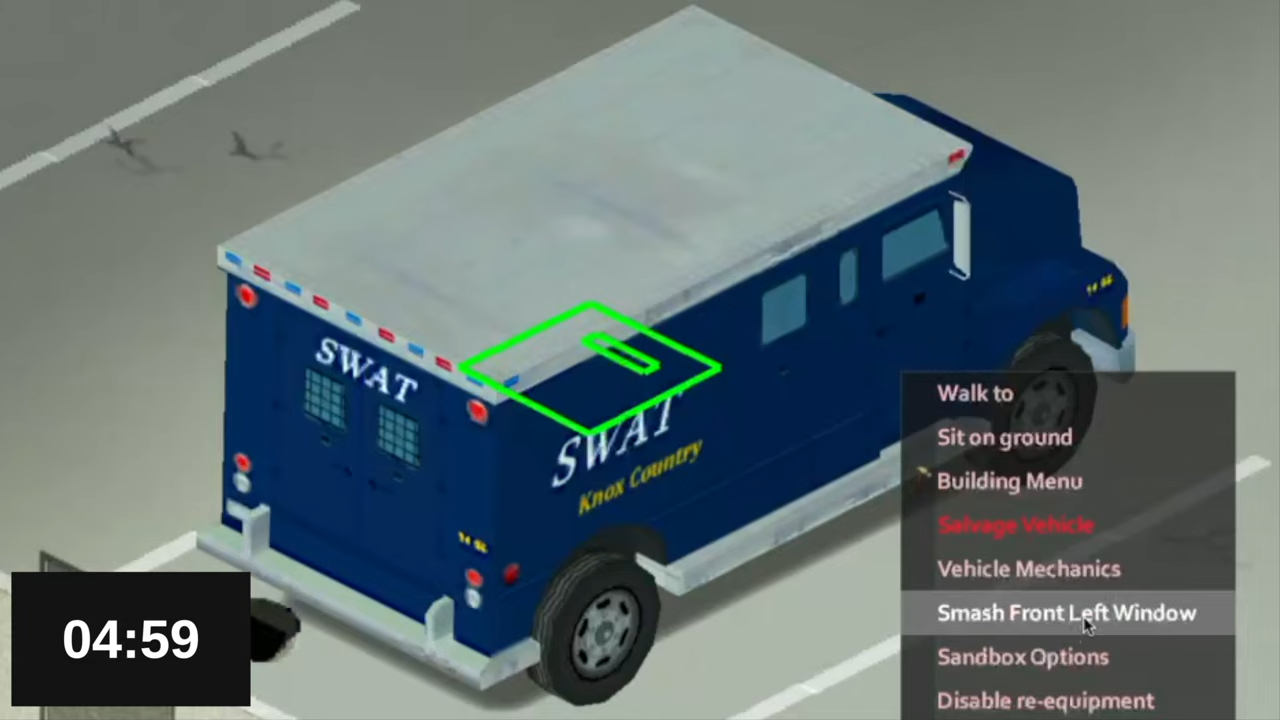 SWAT
SWAT
Knox Country
Walk to
Sit on ground
Building Menu
Salvage Vehicle
Vehicle Mechanics
Smash Front Left Window
Sandbox Options
Disable re-equipment
04:59